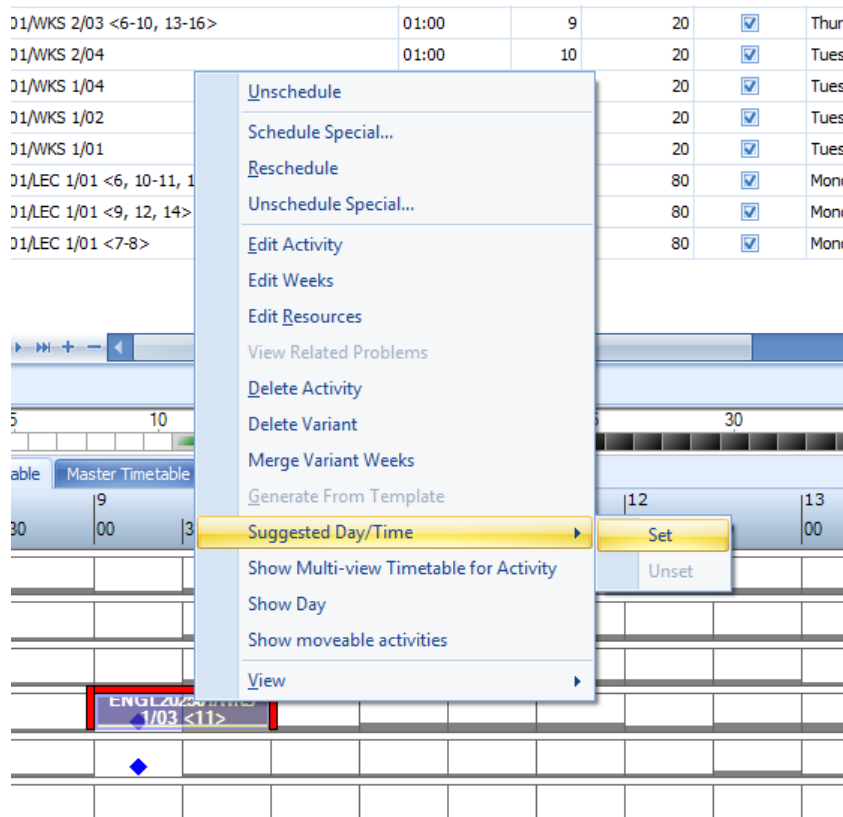 01/WKS 2/03 <6-10, 13-16> 01:00 9 20 Thur
01/WKS 2/04 01:00 10 20 Tues
01/WKS 1/04 20 Tues
01/WKS 1/02 20 Tues
01/WKS 1/01 20 Tues
01/LEC 1/01 <6, 10-11, 1 80 Mon
01/LEC 1/01 <9, 12, 14> 80 Mon
01/LEC 1/01 <7-8> 80 Mon
Unschedule
Schedule Special...
Reschedule
Unschedule Special...
Edit Activity
Edit Weeks
Edit Resources
View Related Problems
Delete Activity
Delete Variant
Merge Variant Weeks
Generate From Template
Suggested Day/Time
Set
Unset
Show Multi-view Timetable for Activity
Show Day
Show moveable activities
View
5 10 30
able Master Timetable
9 12 13
30 00 3 00
1/03 <11>